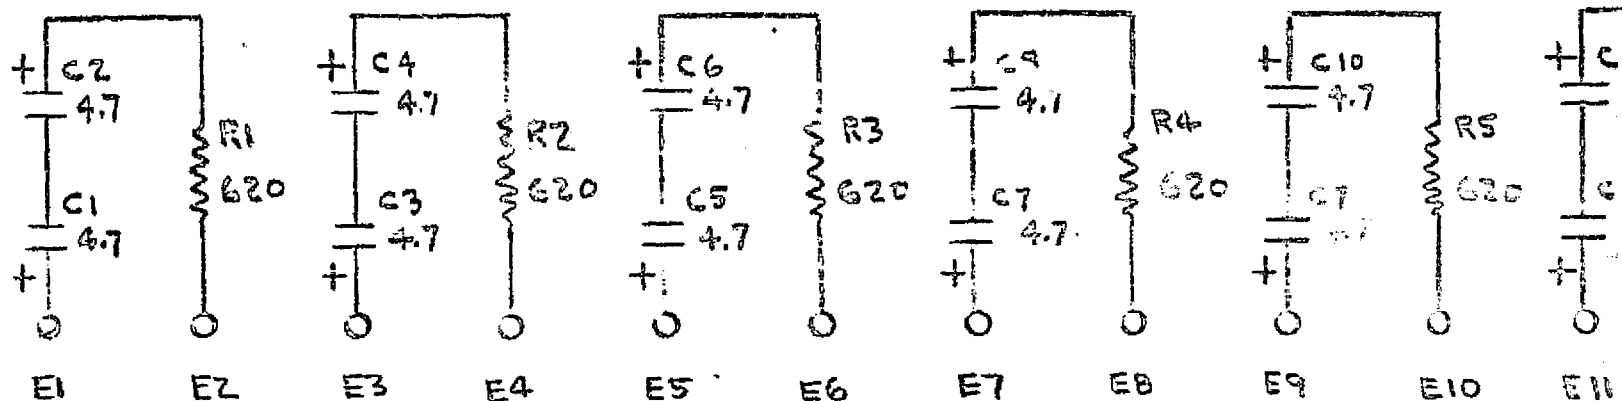 + C2 + C4 + C6 + C10 +
4.7 4.7 4.7 4.7 4.7
R1 R2 R3 R4 R5
620 620 620 620 620
C1 C3 C5 C7
4.7 4.7 4.7 4.7
+ + + + + +
E1 E2 E3 E4 E5 E6 E7 E8 E9 E10 E11